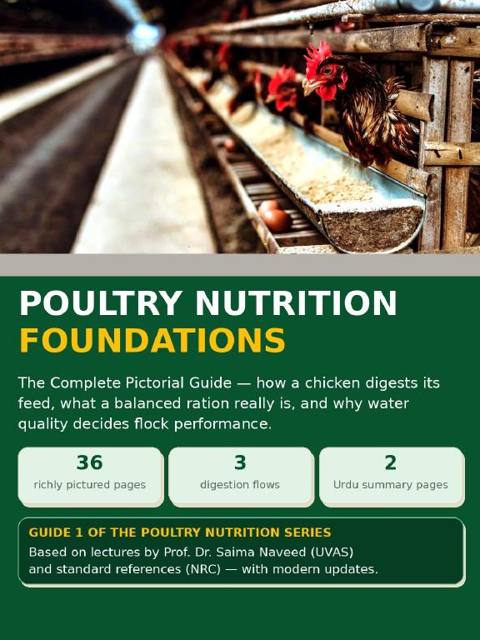 POULTRY NUTRITION
FOUNDATIONS
The Complete Pictorial Guide — how a chicken digests its
feed, what a balanced ration really is, and why water
quality decides flock performance.
36
richly pictured pages
3
digestion flows
2
Urdu summary pages
GUIDE 1 OF THE POULTRY NUTRITION SERIES
Based on lectures by Prof. Dr. Saima Naveed (UVAS)
and standard references (NRC) — with modern updates.